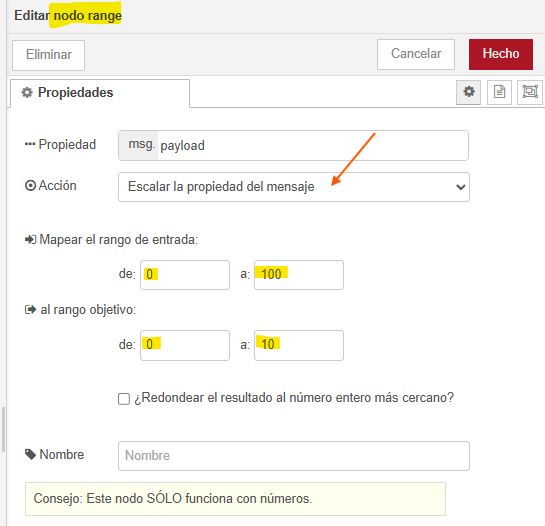 Editar nodo range
Eliminar
Cancelar
Hecho
Propiedades
Propiedad
msg. payload
Acción
Escalar la propiedad del mensaje
Mapear el rango de entrada:
de: 0 a: 100
al rango objetivo:
de: 0 a: 10
¿Redondear el resultado al número entero más cercano?
Nombre
Nombre
Consejo: Este nodo SÓLO funciona con números.